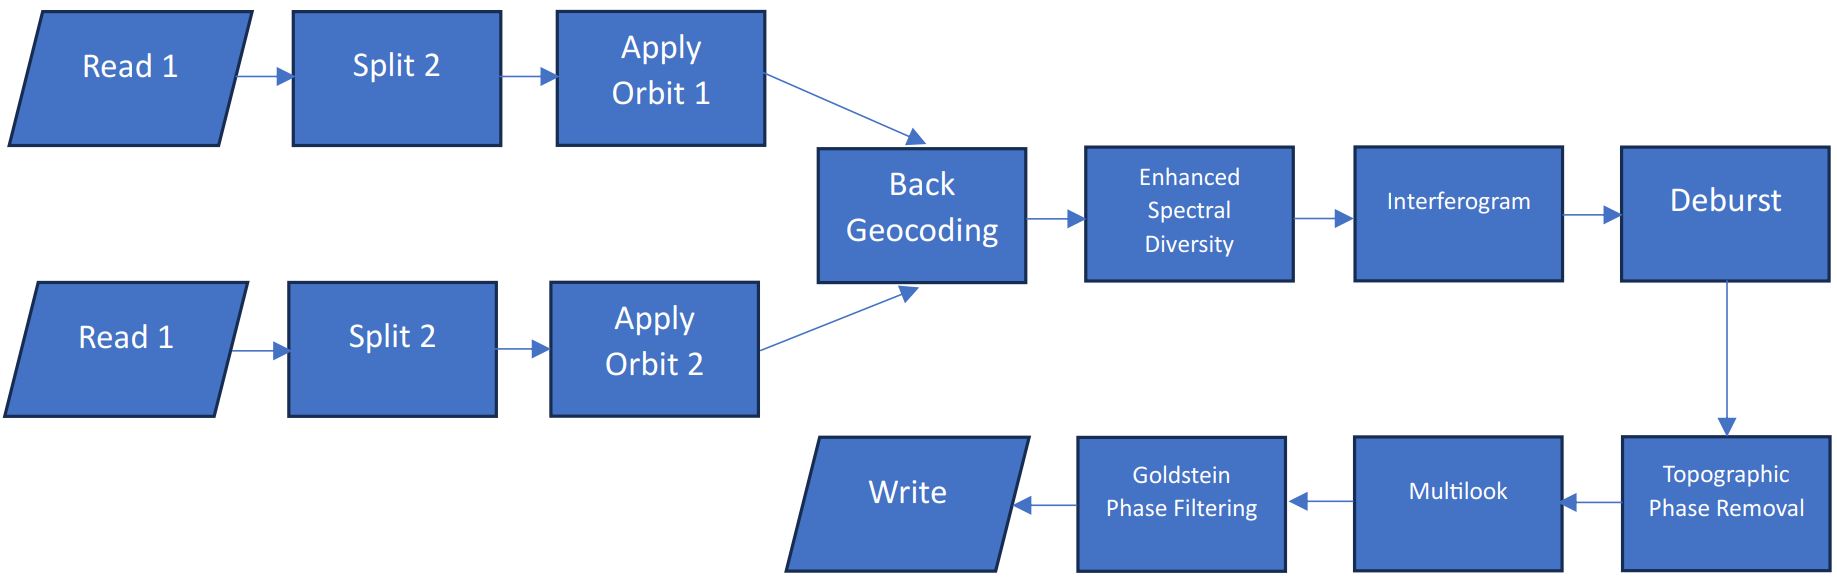 Read 1
Split 2
Apply
Orbit 1
Back
Geocoding
Enhanced
Spectral
Diversity
Interferogram
Deburst
Read 1
Split 2
Apply
Orbit 2
Topographic
Phase Removal
Multilook
Goldstein
Phase Filtering
Write